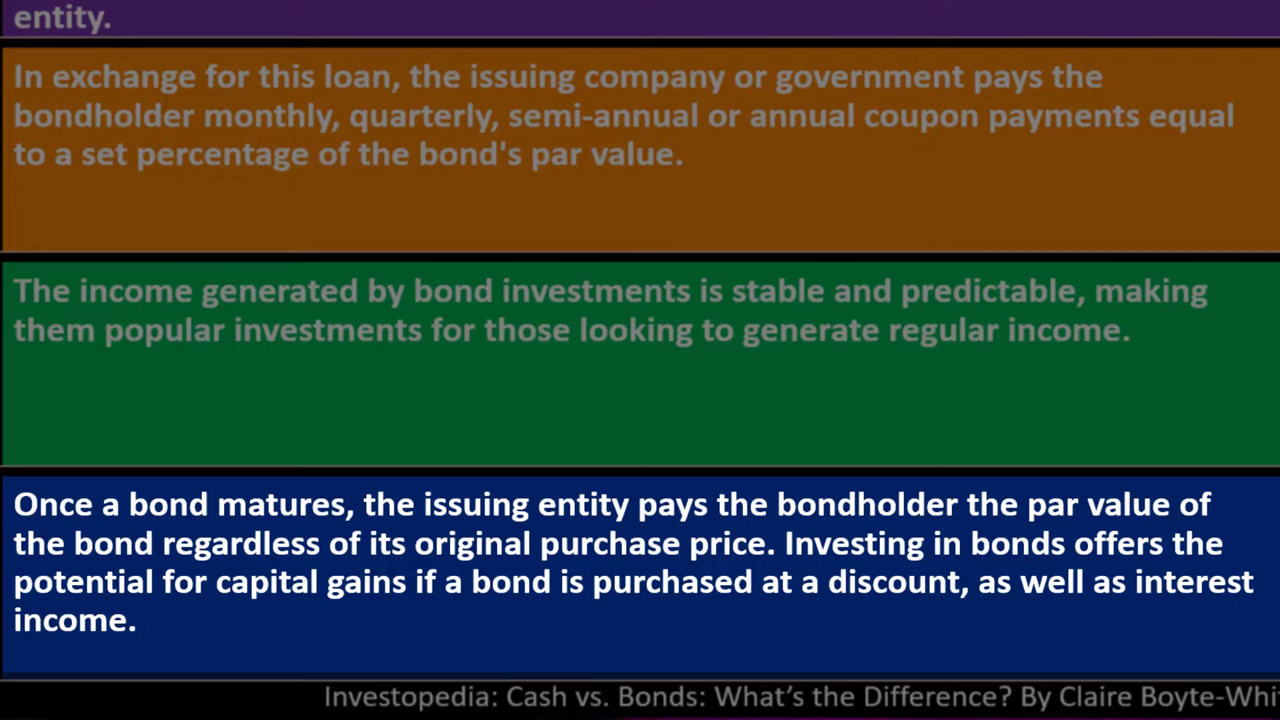 entity.
In exchange for this loan, the issuing company or government pays the
bondholder monthly, quarterly, semi-annual or annual coupon payments equal
to a set percentage of the bond's par value.
The income generated by bond investments is stable and predictable, making
them popular investments for those looking to generate regular income.
Once a bond matures, the issuing entity pays the bondholder the par value of
the bond regardless of its original purchase price. Investing in bonds offers the
potential for capital gains if a bond is purchased at a discount, as well as interest
income.
Investopedia: Cash vs. Bonds: What’s the Difference? By Claire Boyte-Whi